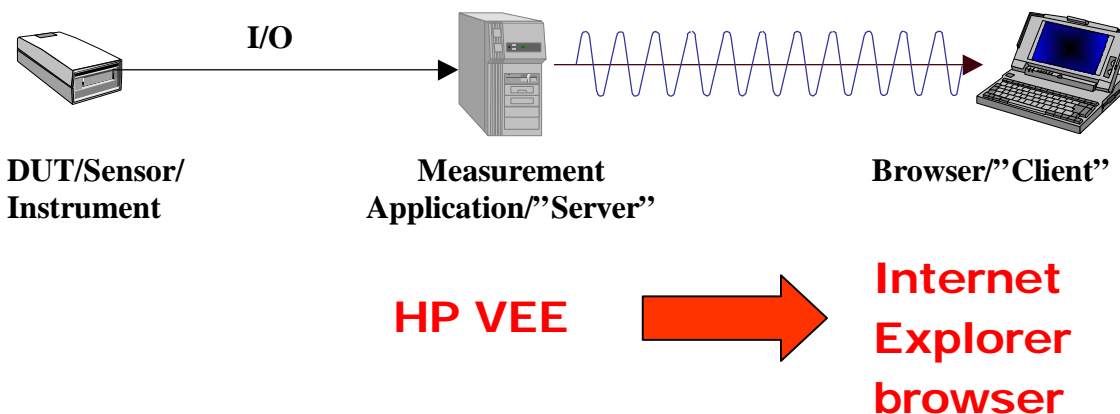 I/O
DUT/Sensor/
Instrument
Measurement
Application/”Server”
Browser/”Client”
HP VEE
Internet
Explorer
browser